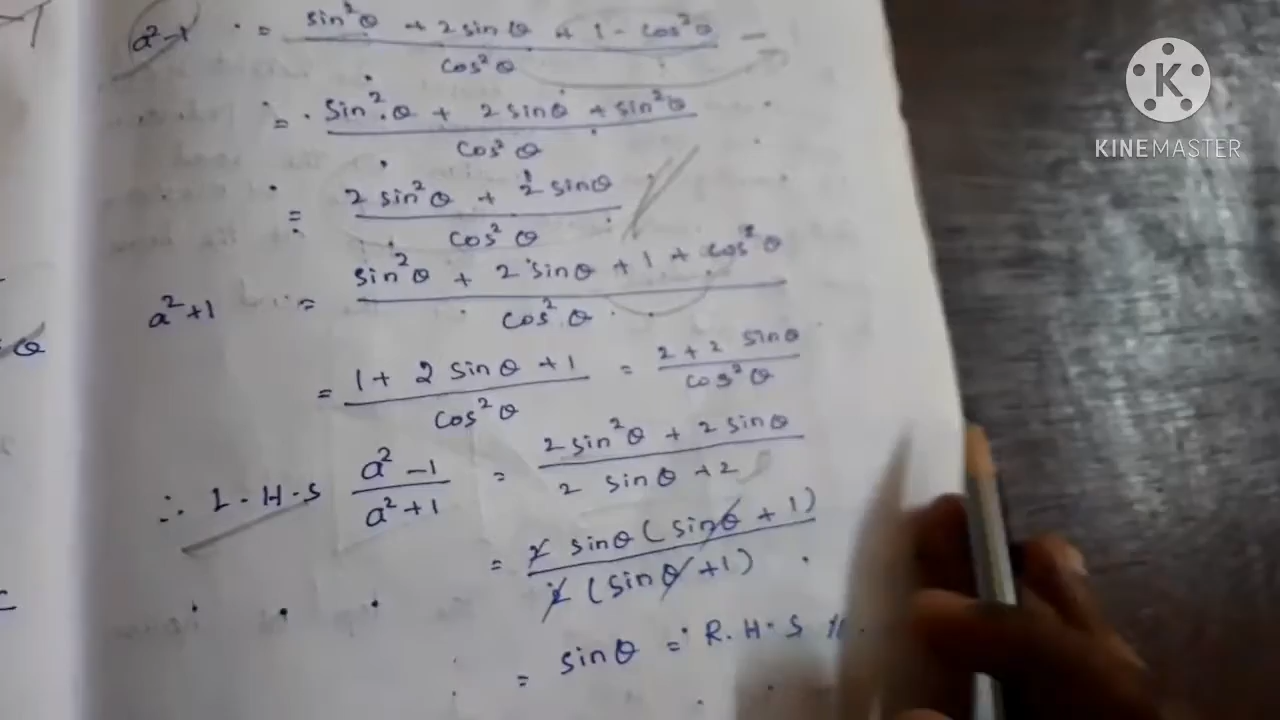 a²-1 = sin²θ + 2 sinθ + 1 - cos²θ
cos²θ
= sin²θ + 2 sinθ + sin²θ
cos²θ
= 2 sin²θ + 2 sinθ
cos²θ
a²+1 = sin²θ + 2 sinθ + 1 + cos²θ
cos²θ
= 1 + 2 sinθ + 1 = 2 + 2 sinθ
cos²θ cos²θ
∴ L.H.S a²-1 = 2 sin²θ + 2 sinθ
a²+1 2 sinθ + 2
= 2 sinθ (sinθ + 1)
2 (sinθ + 1)
= sinθ = R.H.S //.
θ
K
KINEMASTER